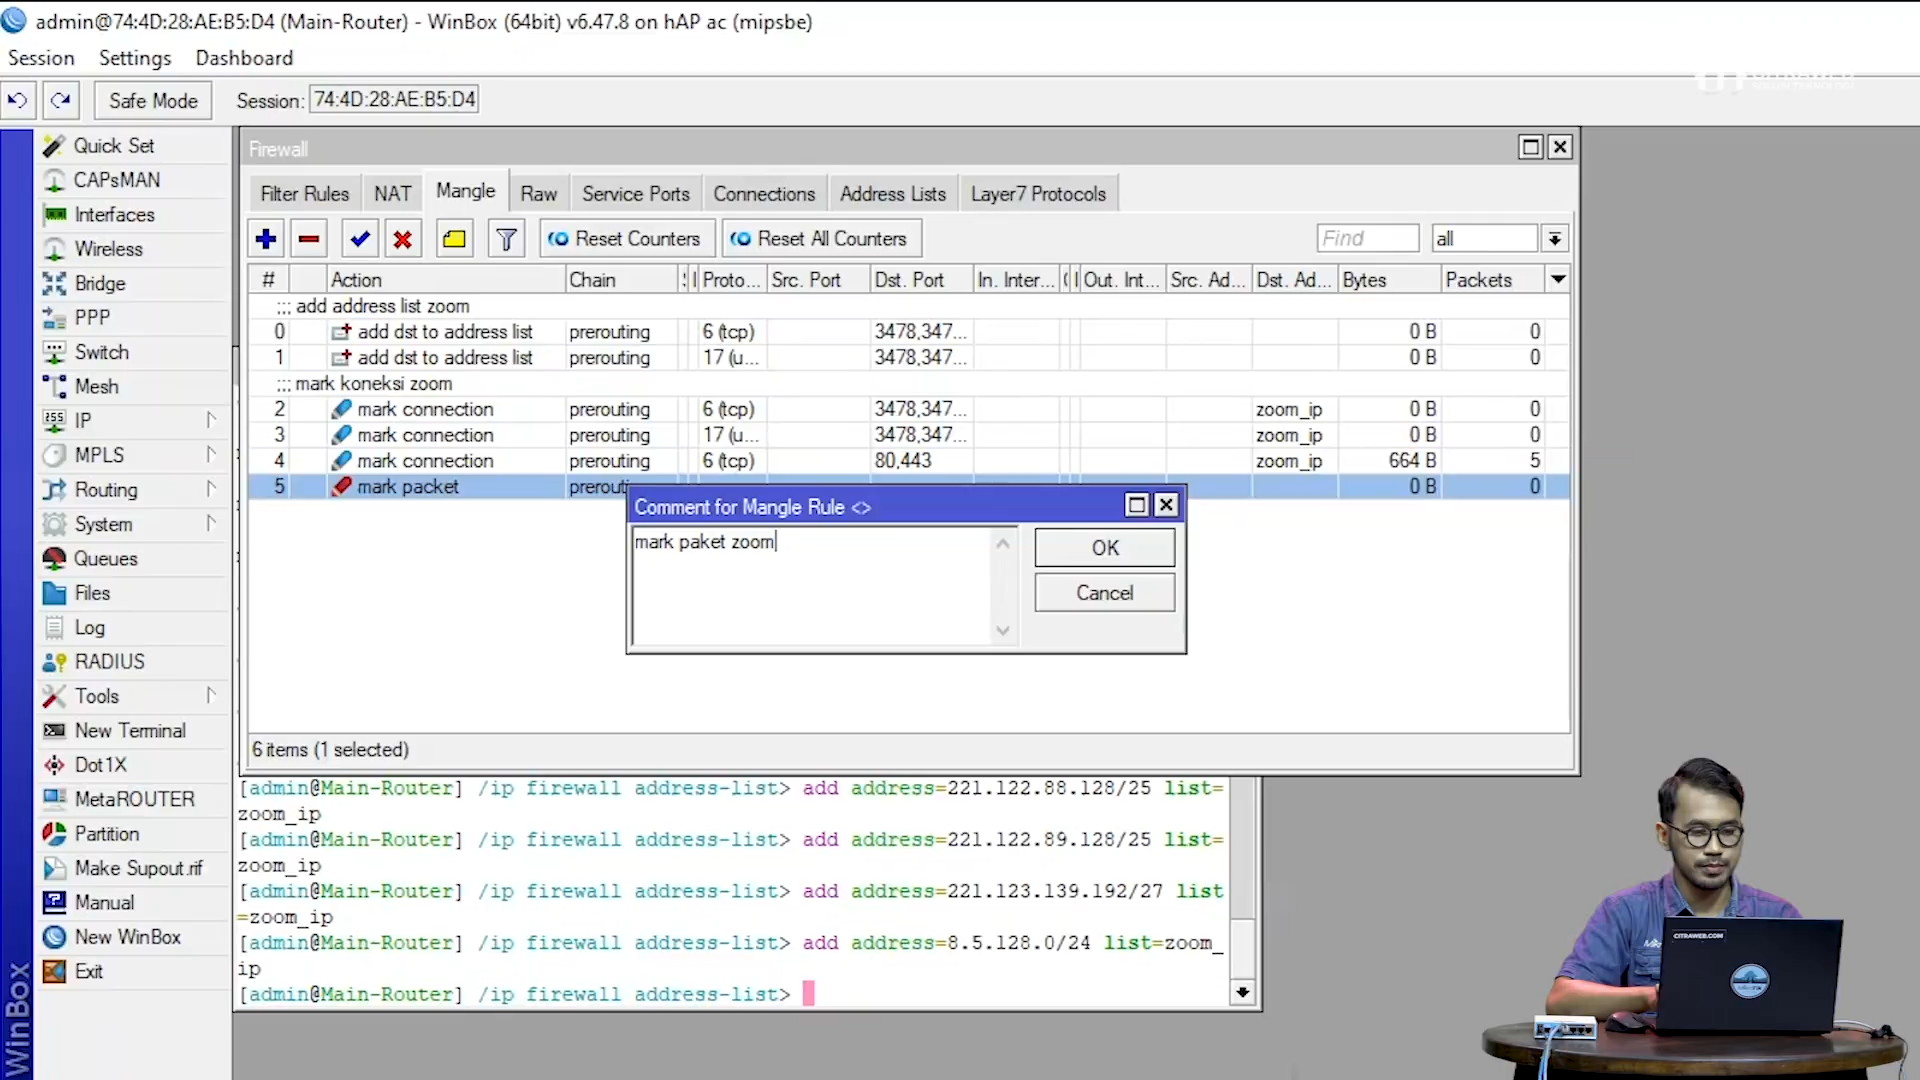 admin@74:4D:28:AE:B5:D4 (Main-Router) - WinBox (64bit) v6.47.8 on hAP ac (mipsbe)
Session Settings Dashboard
Safe Mode Session: 74:4D:28:AE:B5:D4
CITRAWEB
Quick Set
CAPsMAN
Interfaces
Wireless
Bridge
PPP
Switch
Mesh
IP
MPLS
Routing
System
Queues
Files
Log
RADIUS
Tools
New Terminal
Dot1X
MetaROUTER
Partition
Make Supout.rif
Manual
New WinBox
Exit
WinBox
Firewall
Filter Rules NAT Mangle Raw Service Ports Connections Address Lists Layer7 Protocols
Reset Counters Reset All Counters Find all
# Action Chain Proto... Src. Port Dst. Port In. Inter... Out. Int... Src. Ad... Dst. Ad... Bytes Packets
;;; add address list zoom
0 add dst to address list prerouting 6 (tcp) 3478,347... 0 B 0
1 add dst to address list prerouting 17 (u... 3478,347... 0 B 0
;;; mark koneksi zoom
2 mark connection prerouting 6 (tcp) 3478,347... zoom_ip 0 B 0
3 mark connection prerouting 17 (u... 3478,347... zoom_ip 0 B 0
4 mark connection prerouting 6 (tcp) 80,443 zoom_ip 664 B 5
5 mark packet 0 B 0
Comment for Mangle Rule <>
mark paket zoom
OK
Cancel
6 items (1 selected)
[admin@Main-Router] /ip firewall address-list> add address=221.122.88.128/25 list=
zoom_ip
[admin@Main-Router] /ip firewall address-list> add address=221.122.89.128/25 list=
zoom_ip
[admin@Main-Router] /ip firewall address-list> add address=221.123.139.192/27 list
=zoom_ip
[admin@Main-Router] /ip firewall address-list> add address=8.5.128.0/24 list=zoom_
ip
[admin@Main-Router] /ip firewall address-list>
CITRAWEB.COM